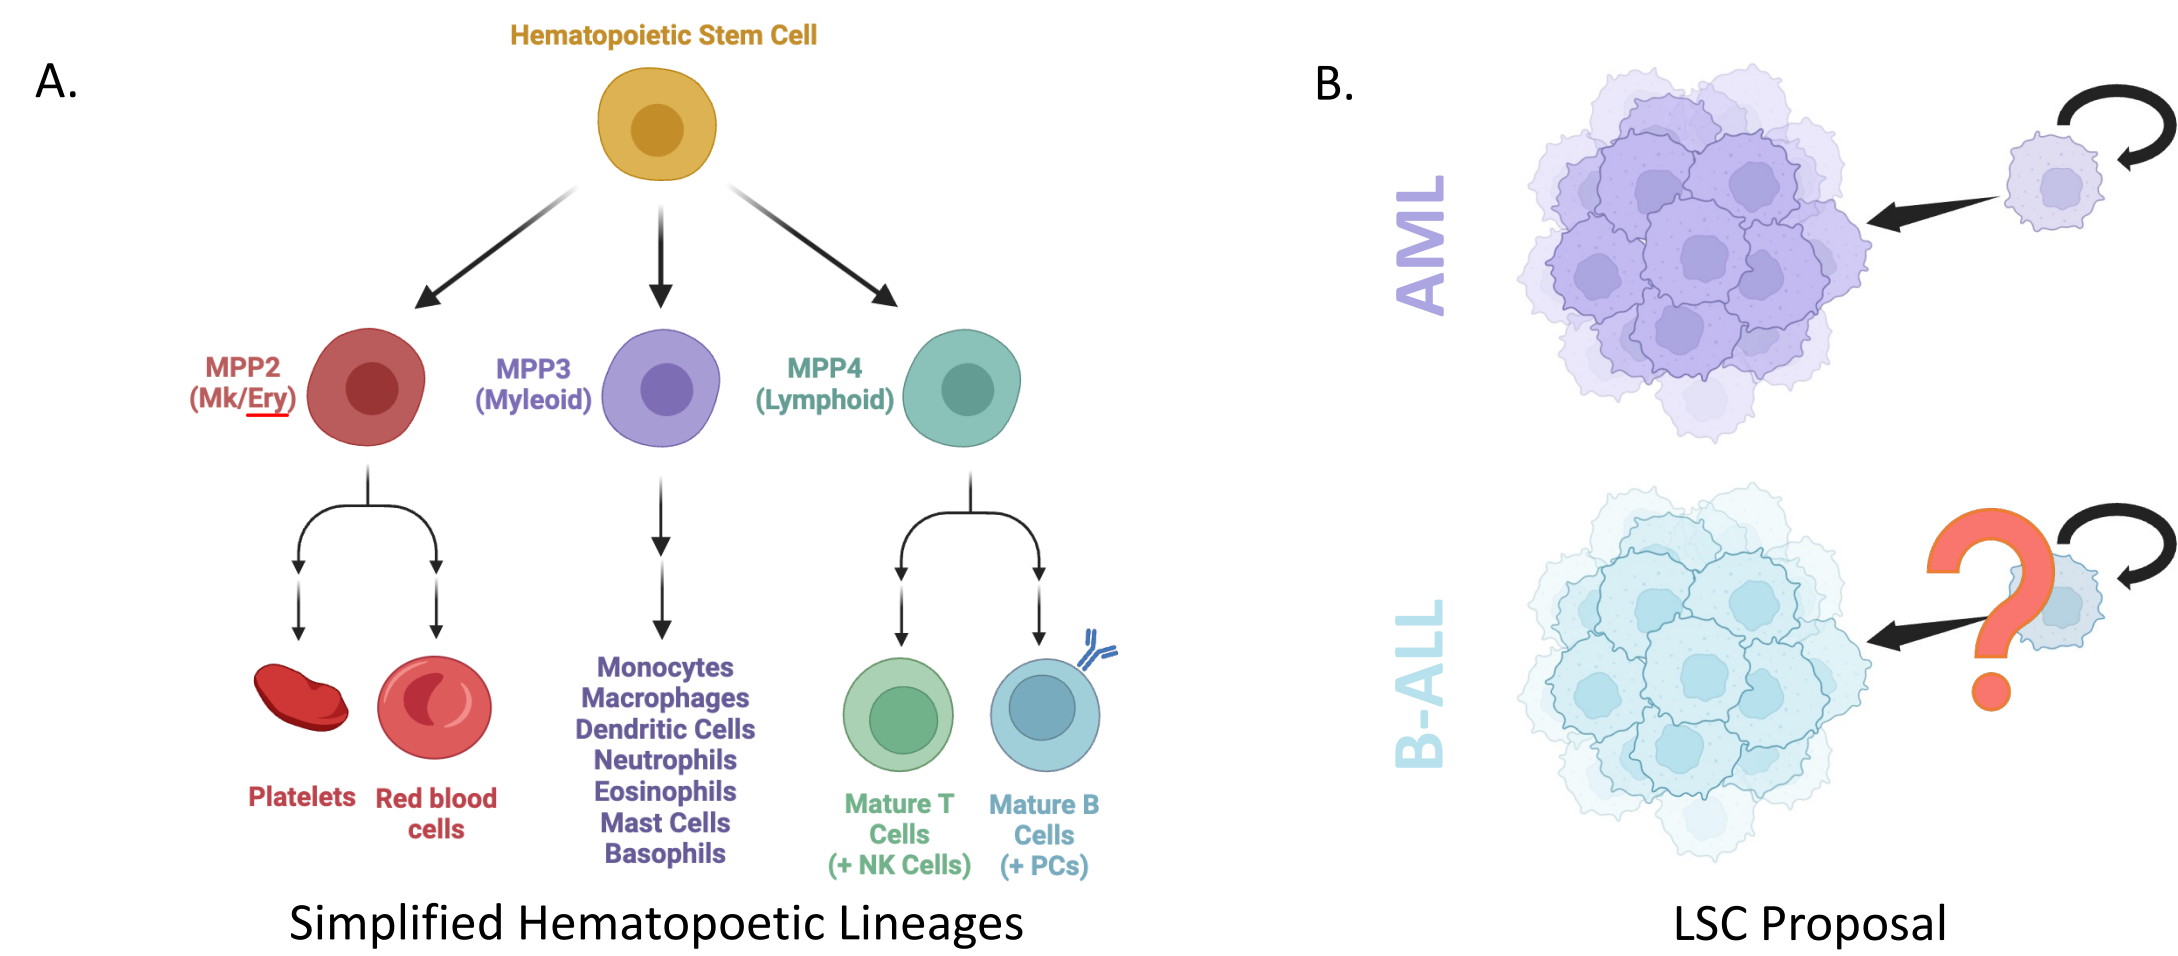 A.
Hematopoietic Stem Cell
MPP2
(Mk/Ery)
MPP3
(Myleoid)
MPP4
(Lymphoid)
Platelets
Red blood
cells
Monocytes
Macrophages
Dendritic Cells
Neutrophils
Eosinophils
Mast Cells
Basophils
Mature T
Cells
(+ NK Cells)
Mature B
Cells
(+ PCs)
Simplified Hematopoetic Lineages
B.
AML
B-ALL
?
LSC Proposal